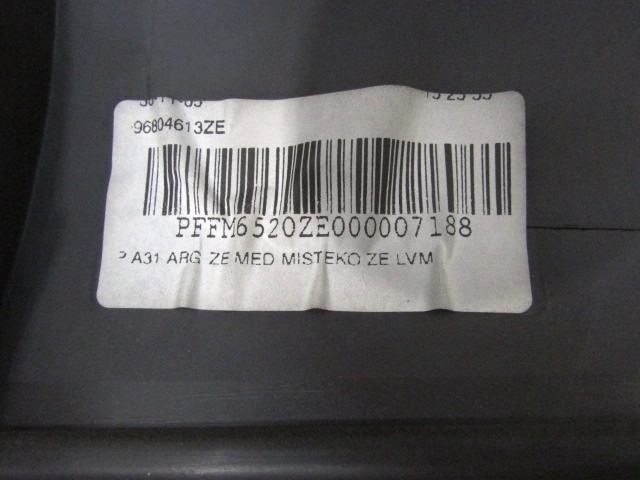 96804613ZE
PFFM6520ZE000007188
P A31 ARG ZE MED MISTEKO ZE LVM